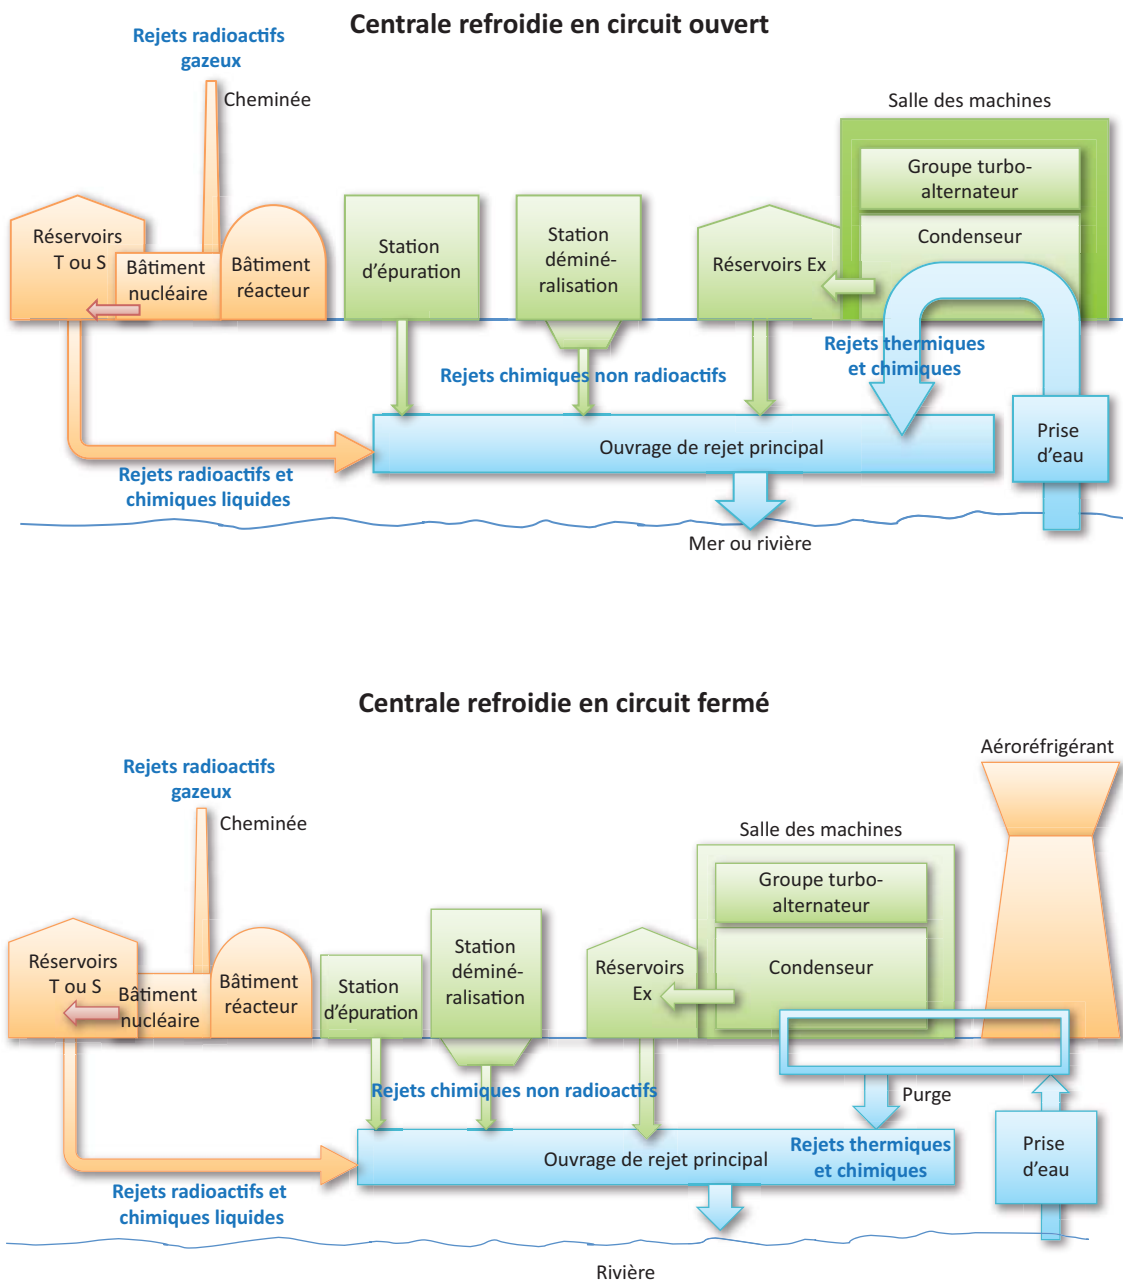 Centrale refroidie en circuit ouvert
Rejets radioactifs
gazeux
Cheminée
Salle des machines
Groupe turbo-
alternateur
Condenseur
Réservoirs
T ou S
Bâtiment
nucléaire
Bâtiment
réacteur
Station
d’épuration
Station
déminé-
ralisation
Réservoirs Ex
Rejets thermiques
et chimiques
Rejets chimiques non radioactifs
Ouvrage de rejet principal
Prise
d’eau
Rejets radioactifs et
chimiques liquides
Mer ou rivière
Centrale refroidie en circuit fermé
Aéroréfrigérant
Rejets radioactifs
gazeux
Cheminée
Salle des machines
Groupe turbo-
alternateur
Condenseur
Réservoirs
T ou S
Bâtiment
nucléaire
Bâtiment
réacteur
Station
d’épuration
Station
déminé-
ralisation
Réservoirs
Ex
Rejets chimiques non radioactifs
Purge
Ouvrage de rejet principal
Rejets thermiques
et chimiques
Prise
d’eau
Rejets radioactifs et
chimiques liquides
Rivière